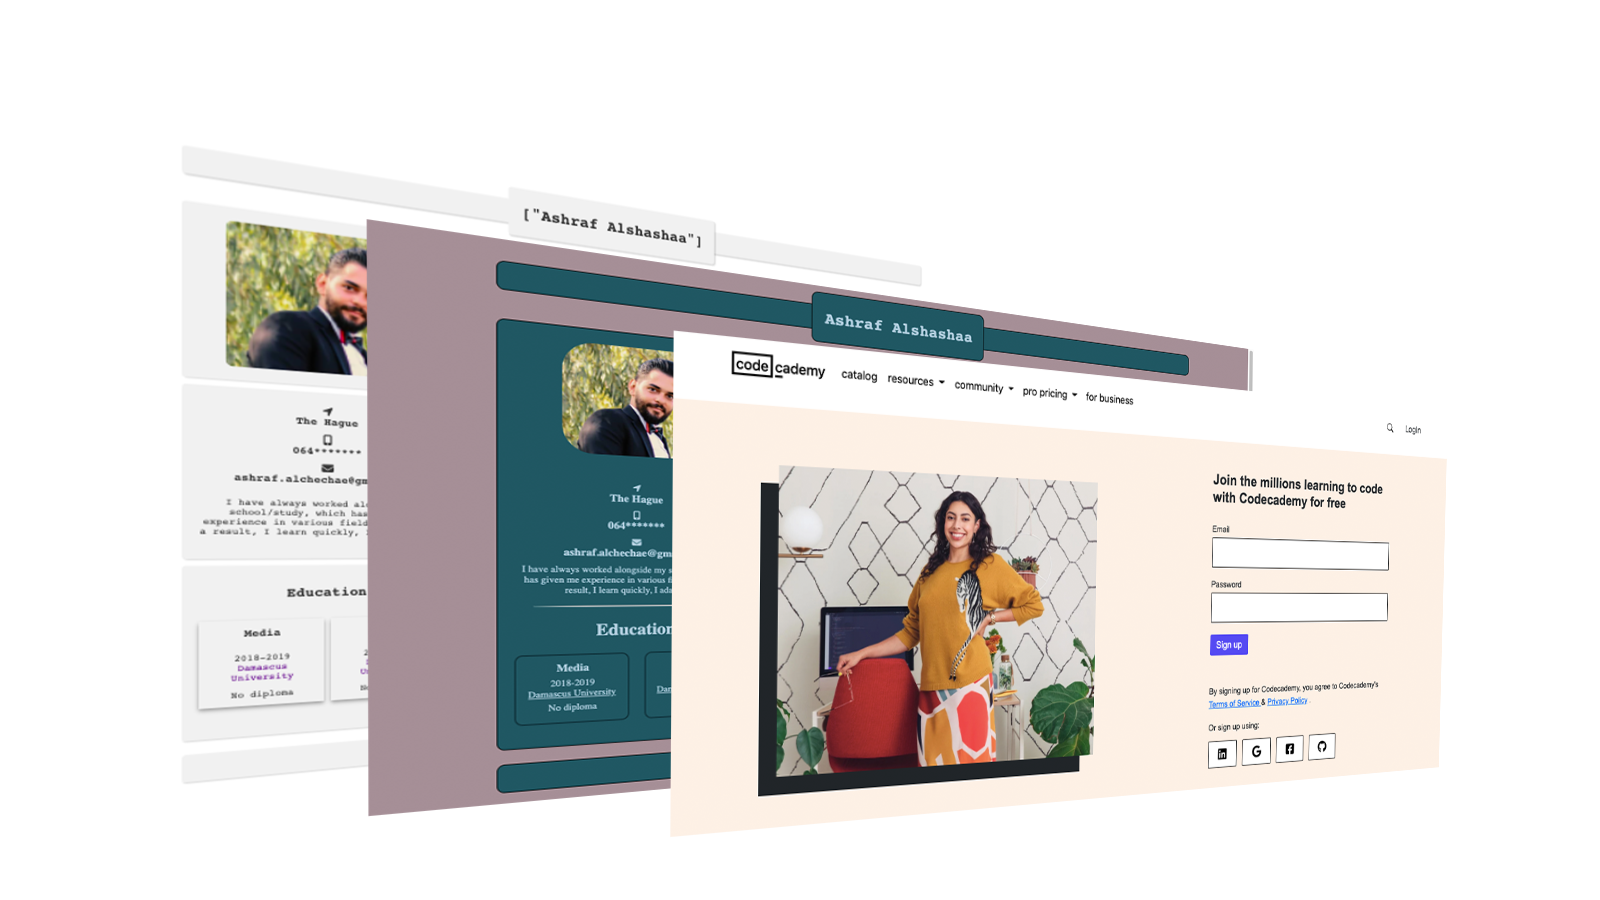 ["Ashraf Alshashaa"]
The Hague
064*******
ashraf.alchechae@gm
I have always worked
school/study, which has
experience in various field
a result, I learn quickly,
Education
Media
2018-2019
Damascus
University
No diploma
Ashraf Alshashaa
The Hague
064*******
ashraf.alchechae@gm
I have always worked alongside my
has given me experience in various
result, I learn quickly, I
Education
Media
2018-2019
Damascus University
No diploma
codecademy
catalog resources community pro pricing for business
Login
Join the millions learning to code
with Codecademy for free
Email
Password
Sign up
By signing up for Codecademy, you agree to Codecademy's
Terms of Service & Privacy Policy .
Or sign up using: